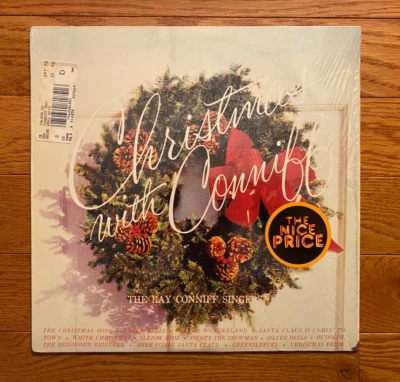 Christmas
with Conniff
THE
NICE
PRICE
THE RAY CONNIFF SINGERS
THE CHRISTMAS SONG • JINGLE BELLS • WINTER WONDERLAND • SANTA CLAUS IS COMIN' TO
TOWN • WHITE CHRISTMAS • SLEIGH RIDE • FROSTY THE SNOWMAN • SILVER BELLS • RUDOLPH,
THE RED-NOSED REINDEER • HERE COMES SANTA CLAUS • GREENSLEEVES • CHRISTMAS BRIDE